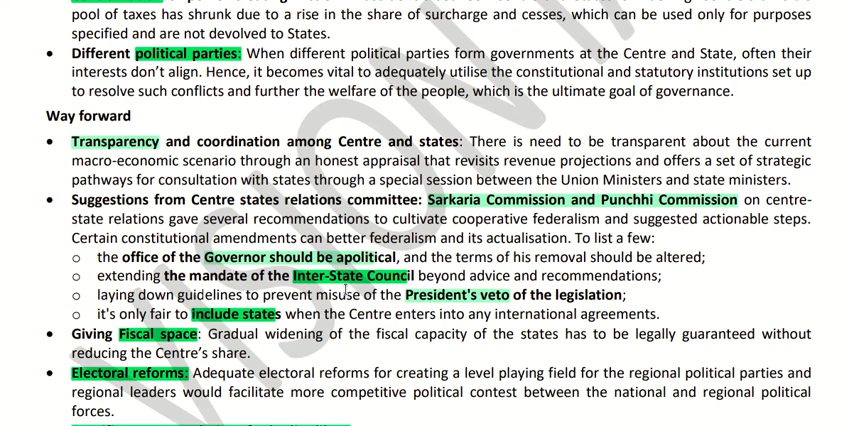 pool of taxes has shrunk due to a rise in the share of surcharge and cesses, which can be used only for purposes
specified and are not devolved to States.
• Different political parties: When different political parties form governments at the Centre and State, often their
interests don't align. Hence, it becomes vital to adequately utilise the constitutional and statutory institutions set up
to resolve such conflicts and further the welfare of the people, which is the ultimate goal of governance.
Way forward
• Transparency and coordination among Centre and states: There is need to be transparent about the current
macro-economic scenario through an honest appraisal that revisits revenue projections and offers a set of strategic
pathways for consultation with states through a special session between the Union Ministers and state ministers.
• Suggestions from Centre states relations committee: Sarkaria Commission and Punchhi Commission on centre-
state relations gave several recommendations to cultivate cooperative federalism and suggested actionable steps.
Certain constitutional amendments can better federalism and its actualisation. To list a few:
o the office of the Governor should be apolitical, and the terms of his removal should be altered;
o extending the mandate of the Inter-State Council beyond advice and recommendations;
o laying down guidelines to prevent misuse of the President's veto of the legislation;
o it's only fair to include states when the Centre enters into any international agreements.
• Giving Fiscal space: Gradual widening of the fiscal capacity of the states has to be legally guaranteed without
reducing the Centre's share.
• Electoral reforms: Adequate electoral reforms for creating a level playing field for the regional political parties and
regional leaders would facilitate more competitive political contest between the national and regional political
forces.
VISION